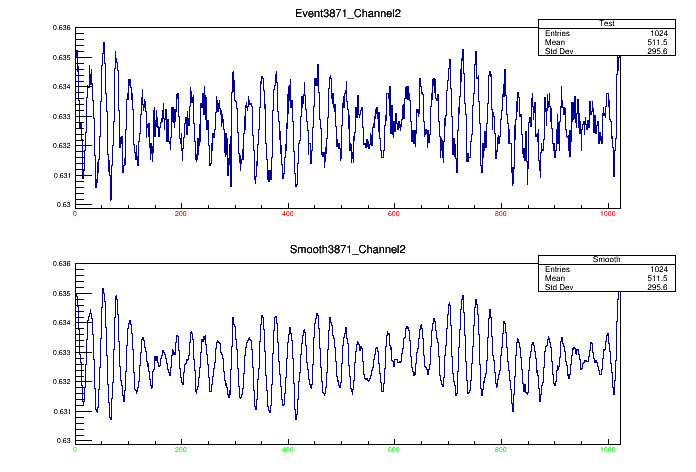 Event3871_Channel2
Test
Entries 1024
Mean 511.5
Std Dev 295.6
0.636
0.635
0.634
0.633
0.632
0.631
0.63
0 200 400 600 800 1000
Smooth3871_Channel2
Smooth
Entries 1024
Mean 511.5
Std Dev 295.6
0.636
0.635
0.634
0.633
0.632
0.631
0.63
0 200 400 600 800 1000